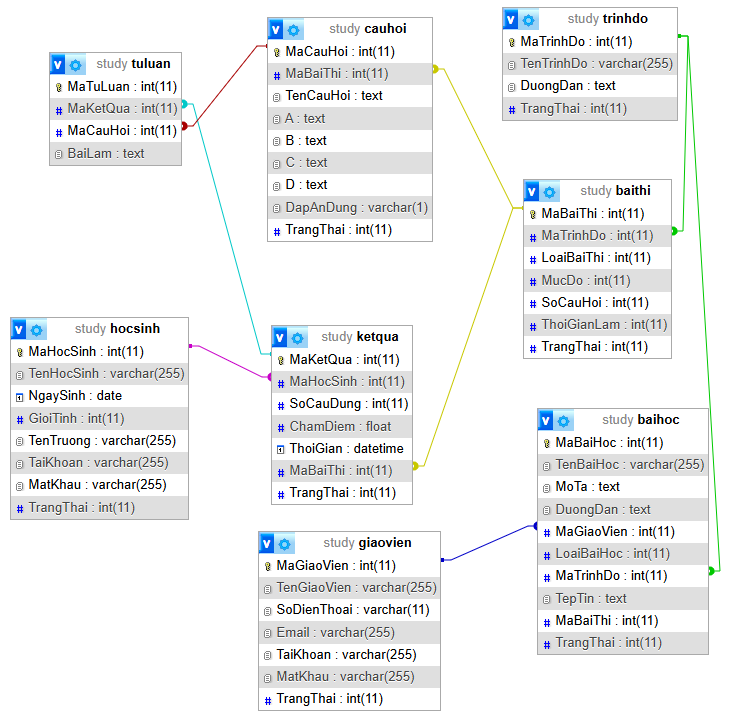 study tuluan
MaTuLuan : int(11)
MaKetQua : int(11)
MaCauHoi : int(11)
BaiLam : text
study cauhoi
MaCauHoi : int(11)
MaBaiThi : int(11)
TenCauHoi : text
A : text
B : text
C : text
D : text
DapAnDung : varchar(1)
TrangThai : int(11)
study trinhdo
MaTrinhDo : int(11)
TenTrinhDo : varchar(255)
DuongDan : text
TrangThai : int(11)
study baithi
MaBaiThi : int(11)
MaTrinhDo : int(11)
LoaiBaiThi : int(11)
MucDo : int(11)
SoCauHoi : int(11)
ThoiGianLam : int(11)
TrangThai : int(11)
study hocsinh
MaHocSinh : int(11)
TenHocSinh : varchar(255)
NgaySinh : date
GioiTinh : int(11)
TenTruong : varchar(255)
TaiKhoan : varchar(255)
MatKhau : varchar(255)
TrangThai : int(11)
study ketqua
MaKetQua : int(11)
MaHocSinh : int(11)
SoCauDung : int(11)
ChamDiem : float
ThoiGian : datetime
MaBaiThi : int(11)
TrangThai : int(11)
study baihoc
MaBaiHoc : int(11)
TenBaiHoc : varchar(255)
MoTa : text
DuongDan : text
MaGiaoVien : int(11)
LoaiBaiHoc : int(11)
MaTrinhDo : int(11)
TepTin : text
MaBaiThi : int(11)
TrangThai : int(11)
study giaovien
MaGiaoVien : int(11)
TenGiaoVien : varchar(255)
SoDienThoai : varchar(11)
Email : varchar(255)
TaiKhoan : varchar(255)
MatKhau : varchar(255)
TrangThai : int(11)